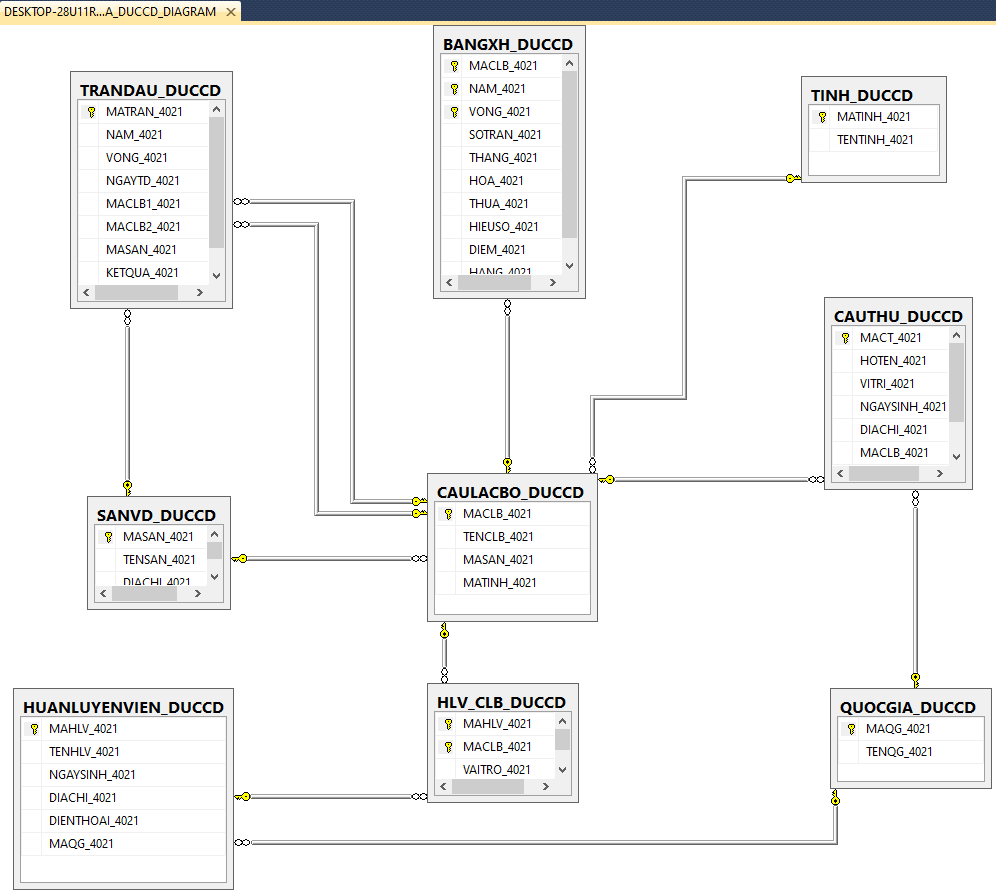 DESKTOP-28U11R...A_DUCCD_DIAGRAM
TRANDAU_DUCCD
MATRAN_4021
NAM_4021
VONG_4021
NGAYTD_4021
MACLB1_4021
MACLB2_4021
MASAN_4021
KETQUA_4021
BANGXH_DUCCD
MACLB_4021
NAM_4021
VONG_4021
SOTRAN_4021
THANG_4021
HOA_4021
THUA_4021
HIEUSO_4021
DIEM_4021
HANG_4021
TINH_DUCCD
MATINH_4021
TENTINH_4021
CAUTHU_DUCCD
MACT_4021
HOTEN_4021
VITRI_4021
NGAYSINH_4021
DIACHI_4021
MACLB_4021
SANVD_DUCCD
MASAN_4021
TENSAN_4021
DIACHI_4021
CAULACBO_DUCCD
MACLB_4021
TENCLB_4021
MASAN_4021
MATINH_4021
HUANLUYENVIEN_DUCCD
MAHLV_4021
TENHLV_4021
NGAYSINH_4021
DIACHI_4021
DIENTHOAI_4021
MAQG_4021
HLV_CLB_DUCCD
MAHLV_4021
MACLB_4021
VAITRO_4021
QUOCGIA_DUCCD
MAQG_4021
TENQG_4021